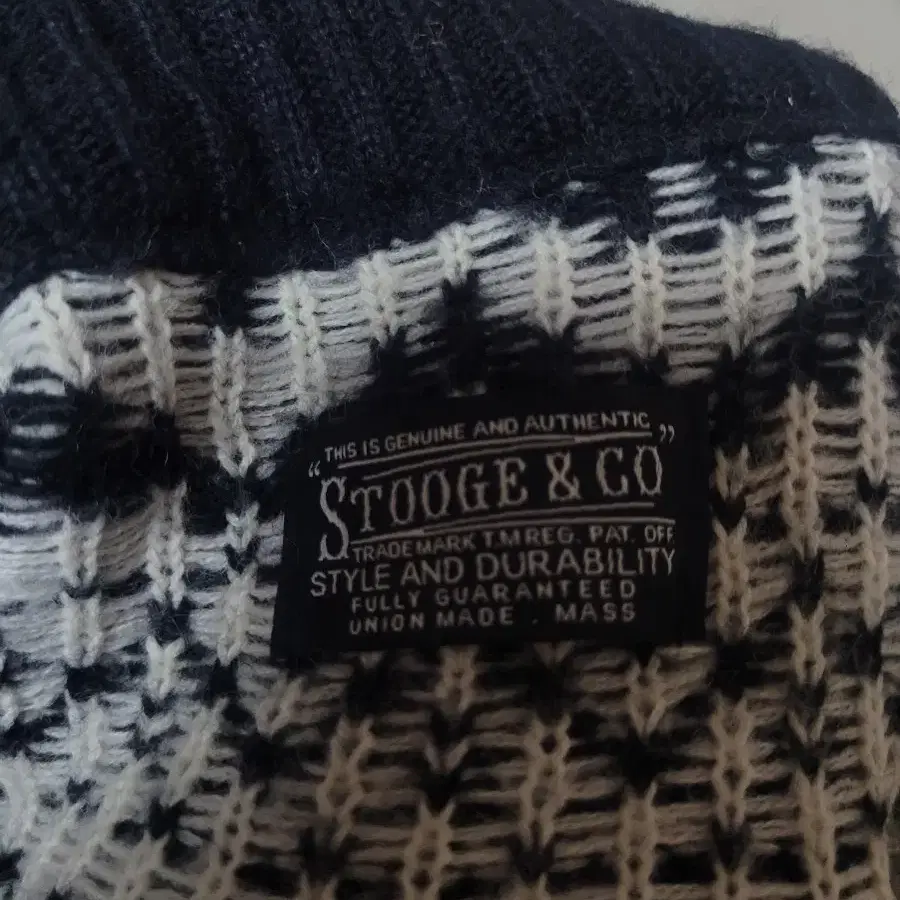 THIS IS GENUINE AND AUTHENTIC
"STOOGE & CO"
TRADE MARK T.M REG. PAT. OFF
STYLE AND DURABILITY
FULLY GUARANTEED
UNION MADE . MASS